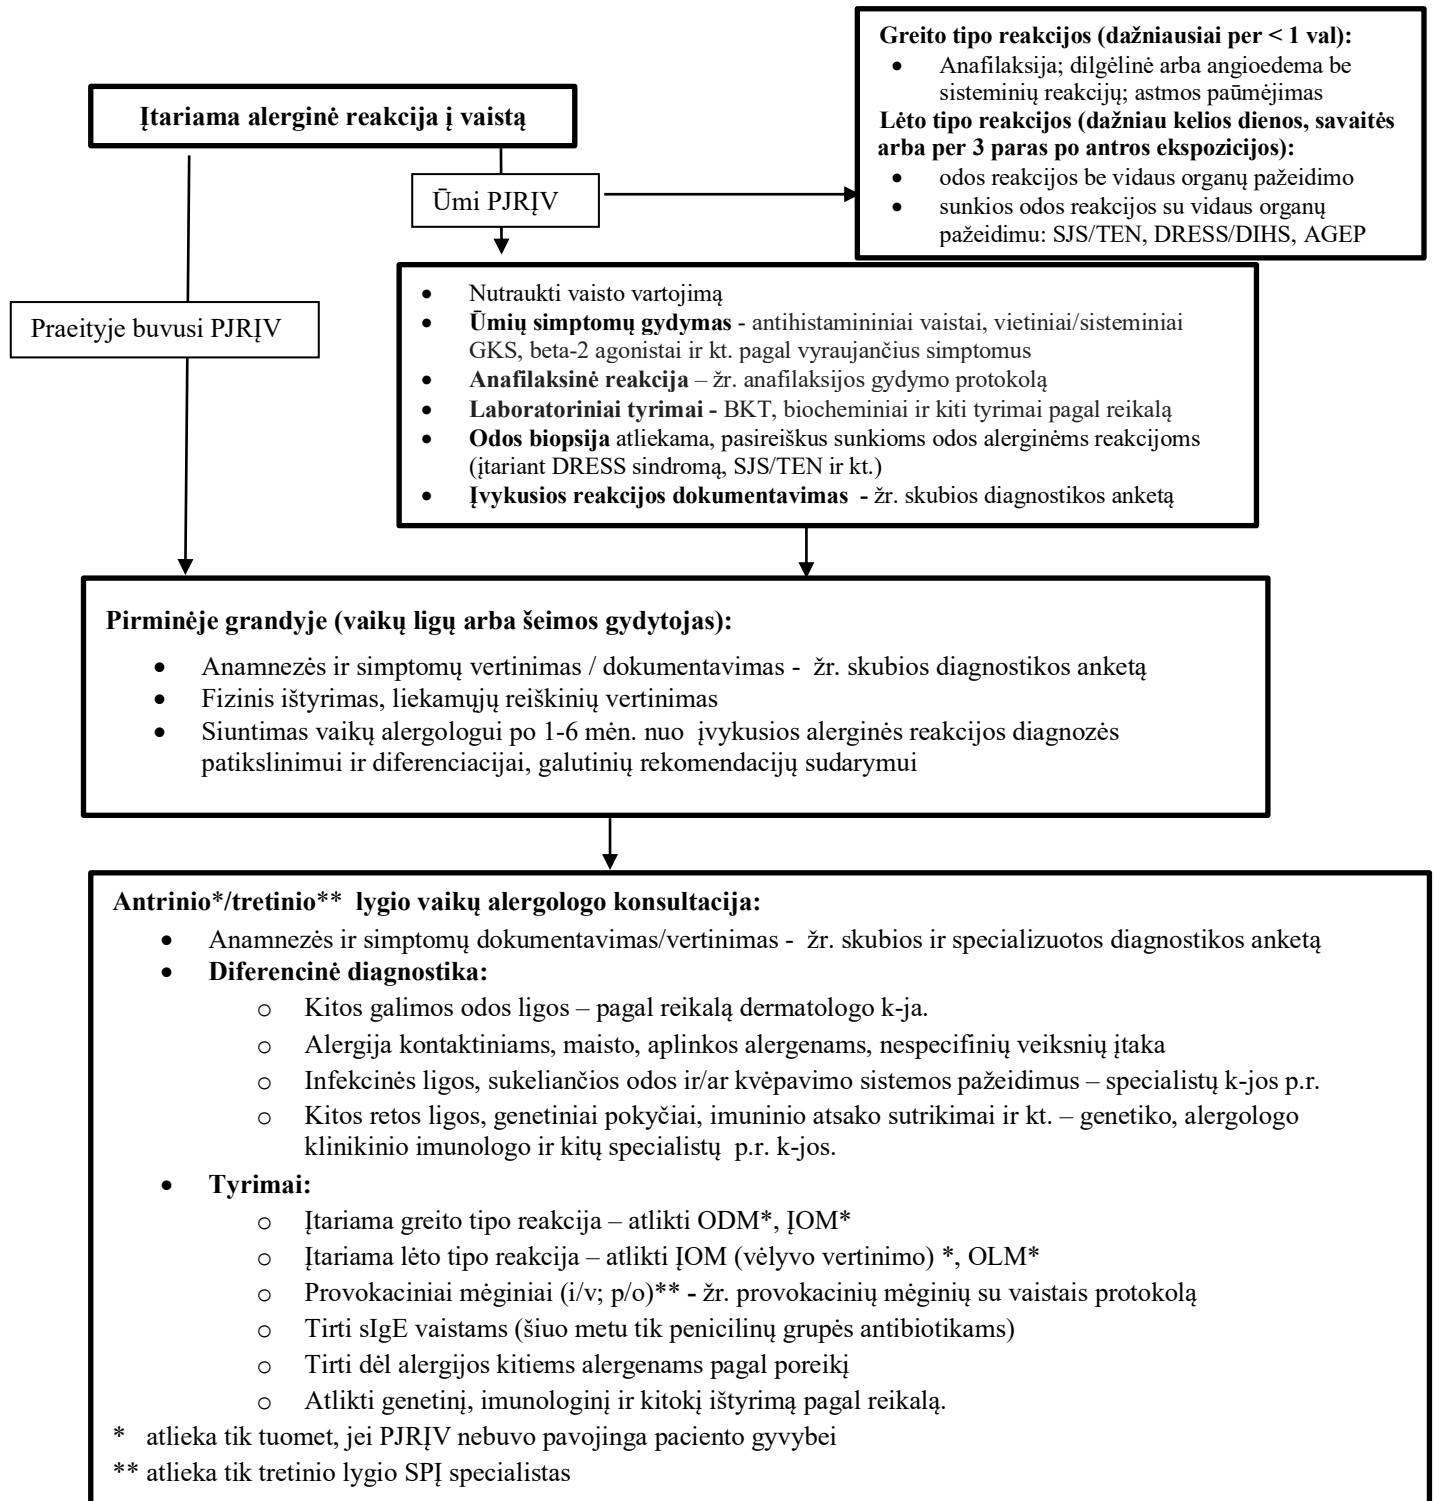 Greito tipo reakcijos (dažniausiai per < 1 val):
• Anafilaksija; dilgėlinė arba angioedema be
sisteminių reakcijų; astmos paūmėjimas
Lėto tipo reakcijos (dažniau kelios dienos, savaitės
arba per 3 paras po antros ekspozicijos):
• odos reakcijos be vidaus organų pažeidimo
• sunkios odos reakcijos su vidaus organų
pažeidimu: SJS/TEN, DRESS/DIHS, AGEP
Įtariama alerginė reakcija į vaistą
Ūmi PJRĮV
Praeityje buvusi PJRĮV
• Nutraukti vaisto vartojimą
• Ūmių simptomų gydymas - antihistamininiai vaistai, vietiniai/sisteminiai
GKS, beta-2 agonistai ir kt. pagal vyraujančius simptomus
• Anafilaksinė reakcija – žr. anafilaksijos gydymo protokolą
• Laboratoriniai tyrimai - BKT, biocheminiai ir kiti tyrimai pagal reikalą
• Odos biopsija atliekama, pasireiškus sunkioms odos alerginėms reakcijoms
(įtariant DRESS sindromą, SJS/TEN ir kt.)
• Įvykusios reakcijos dokumentavimas - žr. skubios diagnostikos anketą
Pirminėje grandyje (vaikų ligų arba šeimos gydytojas):
• Anamnezės ir simptomų vertinimas / dokumentavimas - žr. skubios diagnostikos anketą
• Fizinis ištyrimas, liekamųjų reiškinių vertinimas
• Siuntimas vaikų alergologui po 1-6 mėn. nuo įvykusios alerginės reakcijos diagnozės
patikslinimui ir diferenciacijai, galutinių rekomendacijų sudarymui
Antrinio*/tretinio** lygio vaikų alergologo konsultacija:
• Anamnezės ir simptomų dokumentavimas/vertinimas - žr. skubios ir specializuotos diagnostikos anketą
• Diferencinė diagnostika:
o Kitos galimos odos ligos – pagal reikalą dermatologo k-ja.
o Alergija kontaktiniams, maisto, aplinkos alergenams, nespecifinių veiksnių įtaka
o Infekcinės ligos, sukeliančios odos ir/ar kvėpavimo sistemos pažeidimus – specialistų k-jos p.r.
o Kitos retos ligos, genetiniai pokyčiai, imuninio atsako sutrikimai ir kt. – genetiko, alergologo
klinikinio imunologo ir kitų specialistų p.r. k-jos.
• Tyrimai:
o Įtariama greito tipo reakcija – atlikti ODM*, ĮOM*
o Įtariama lėto tipo reakcija – atlikti ĮOM (vėlyvo vertinimo) *, OLM*
o Provokaciniai mėginiai (i/v; p/o)** - žr. provokacinių mėginių su vaistais protokolą
o Tirti sIgE vaistams (šiuo metu tik penicilinų grupės antibiotikams)
o Tirti dėl alergijos kitiems alergenams pagal poreikį
o Atlikti genetinį, imunologinį ir kitokį ištyrimą pagal reikalą.
* atlieka tik tuomet, jei PJRĮV nebuvo pavojinga paciento gyvybei
** atlieka tik tretinio lygio SPĮ specialistas